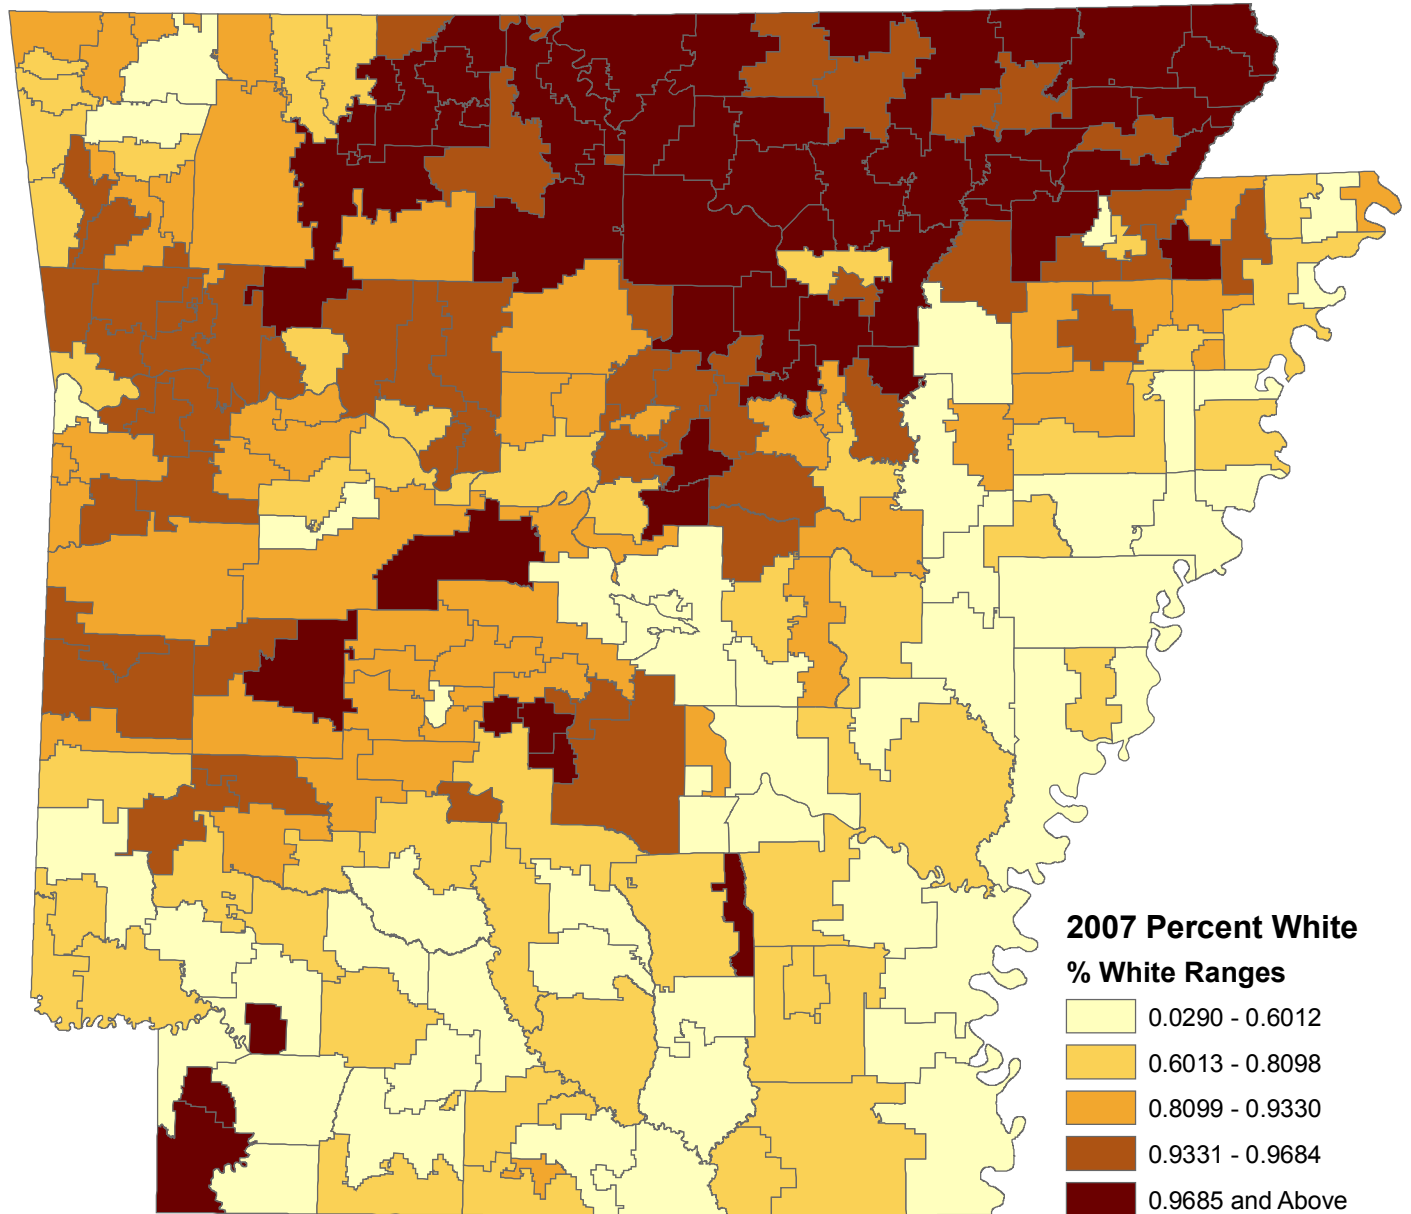 2007 Percent White
% White Ranges
0.0290 - 0.6012
0.6013 - 0.8098
0.8099 - 0.9330
0.9331 - 0.9684
0.9685 and Above